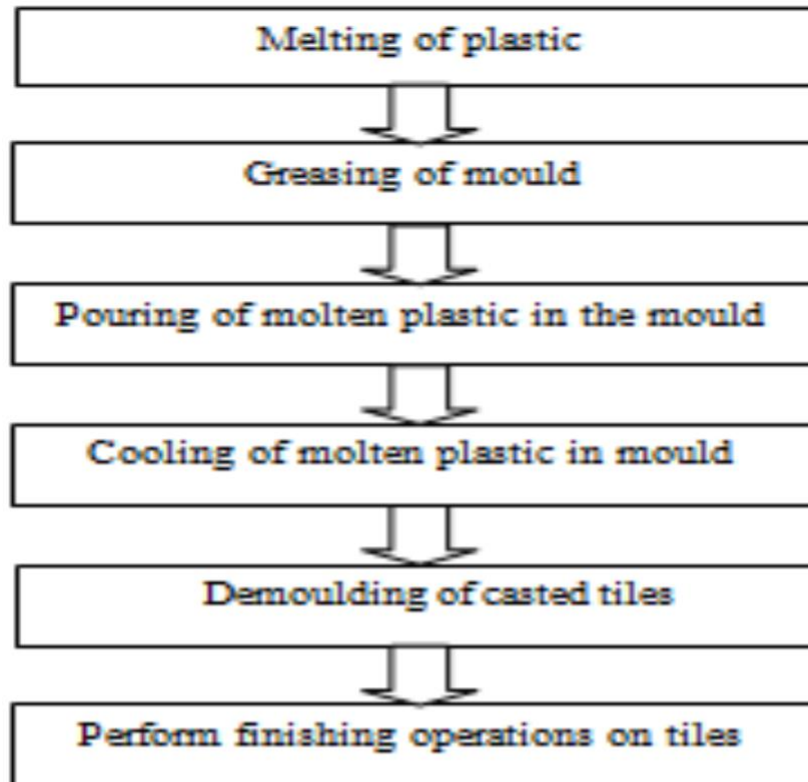 Melting of plastic
Greasing of mould
Pouring of molten plastic in the mould
Cooling of molten plastic in mould
Demoulding of casted tiles
Perform finishing operations on tiles